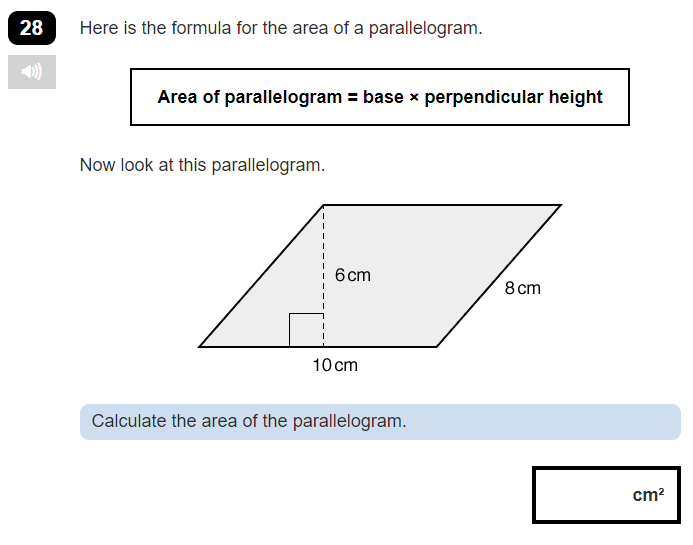 28 Here is the formula for the area of a parallelogram.
Area of parallelogram = base × perpendicular height
Now look at this parallelogram.
6 cm
8 cm
10 cm
Calculate the area of the parallelogram.
cm²